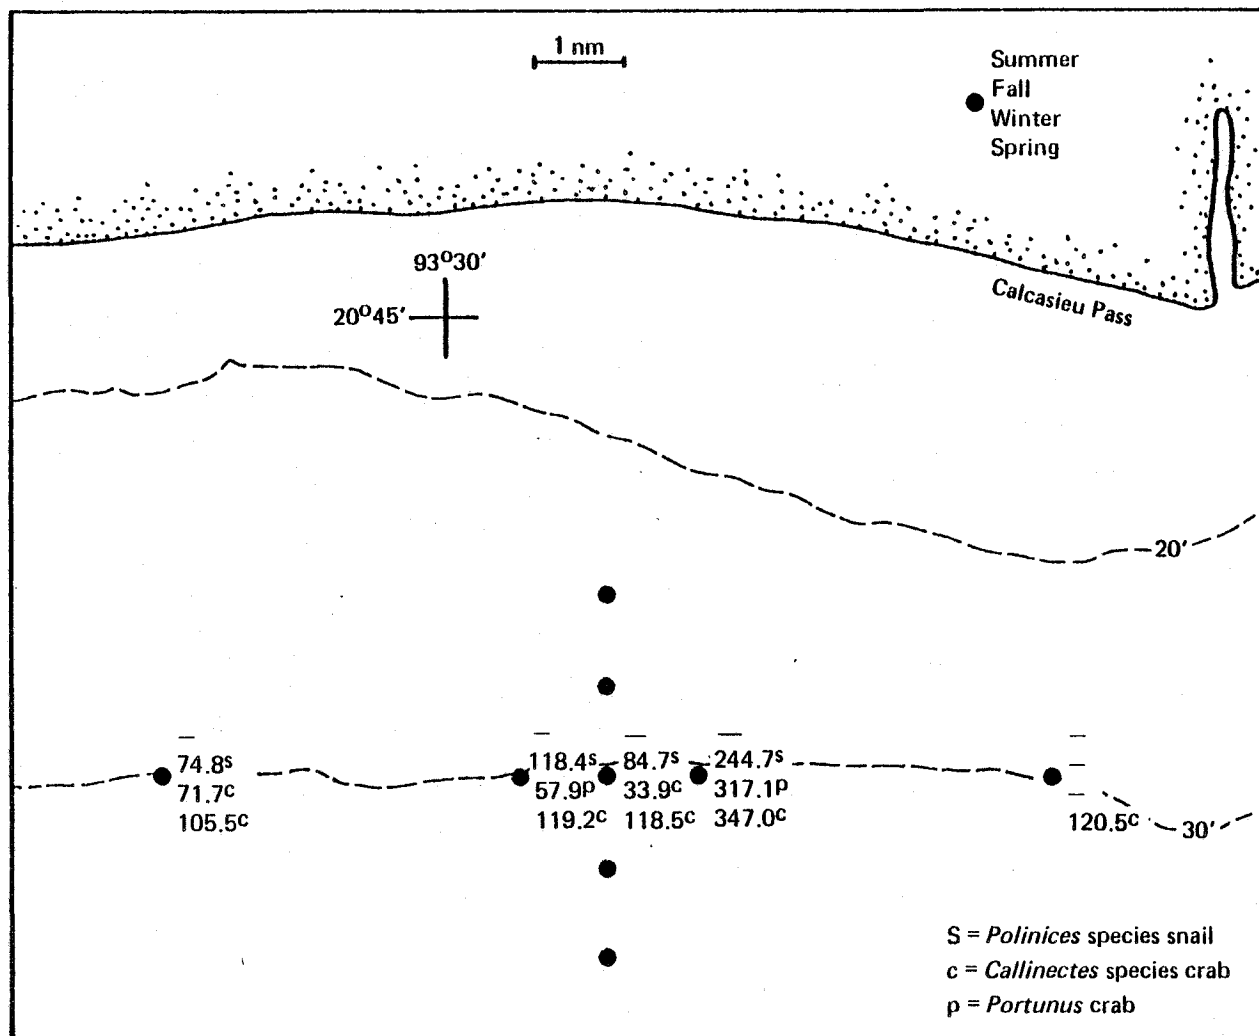 1 nm
Summer
Fall
Winter
Spring
93°30′
20°45′
Calcasieu Pass
20′
— — — —
74.8ˢ 118.4ˢ 84.7ˢ 244.7ˢ —
71.7ᶜ 57.9ᵖ 33.9ᶜ 317.1ᵖ —
105.5ᶜ 119.2ᶜ 118.5ᶜ 347.0ᶜ 120.5ᶜ 30′
S = Polinices species snail
c = Callinectes species crab
p = Portunus crab